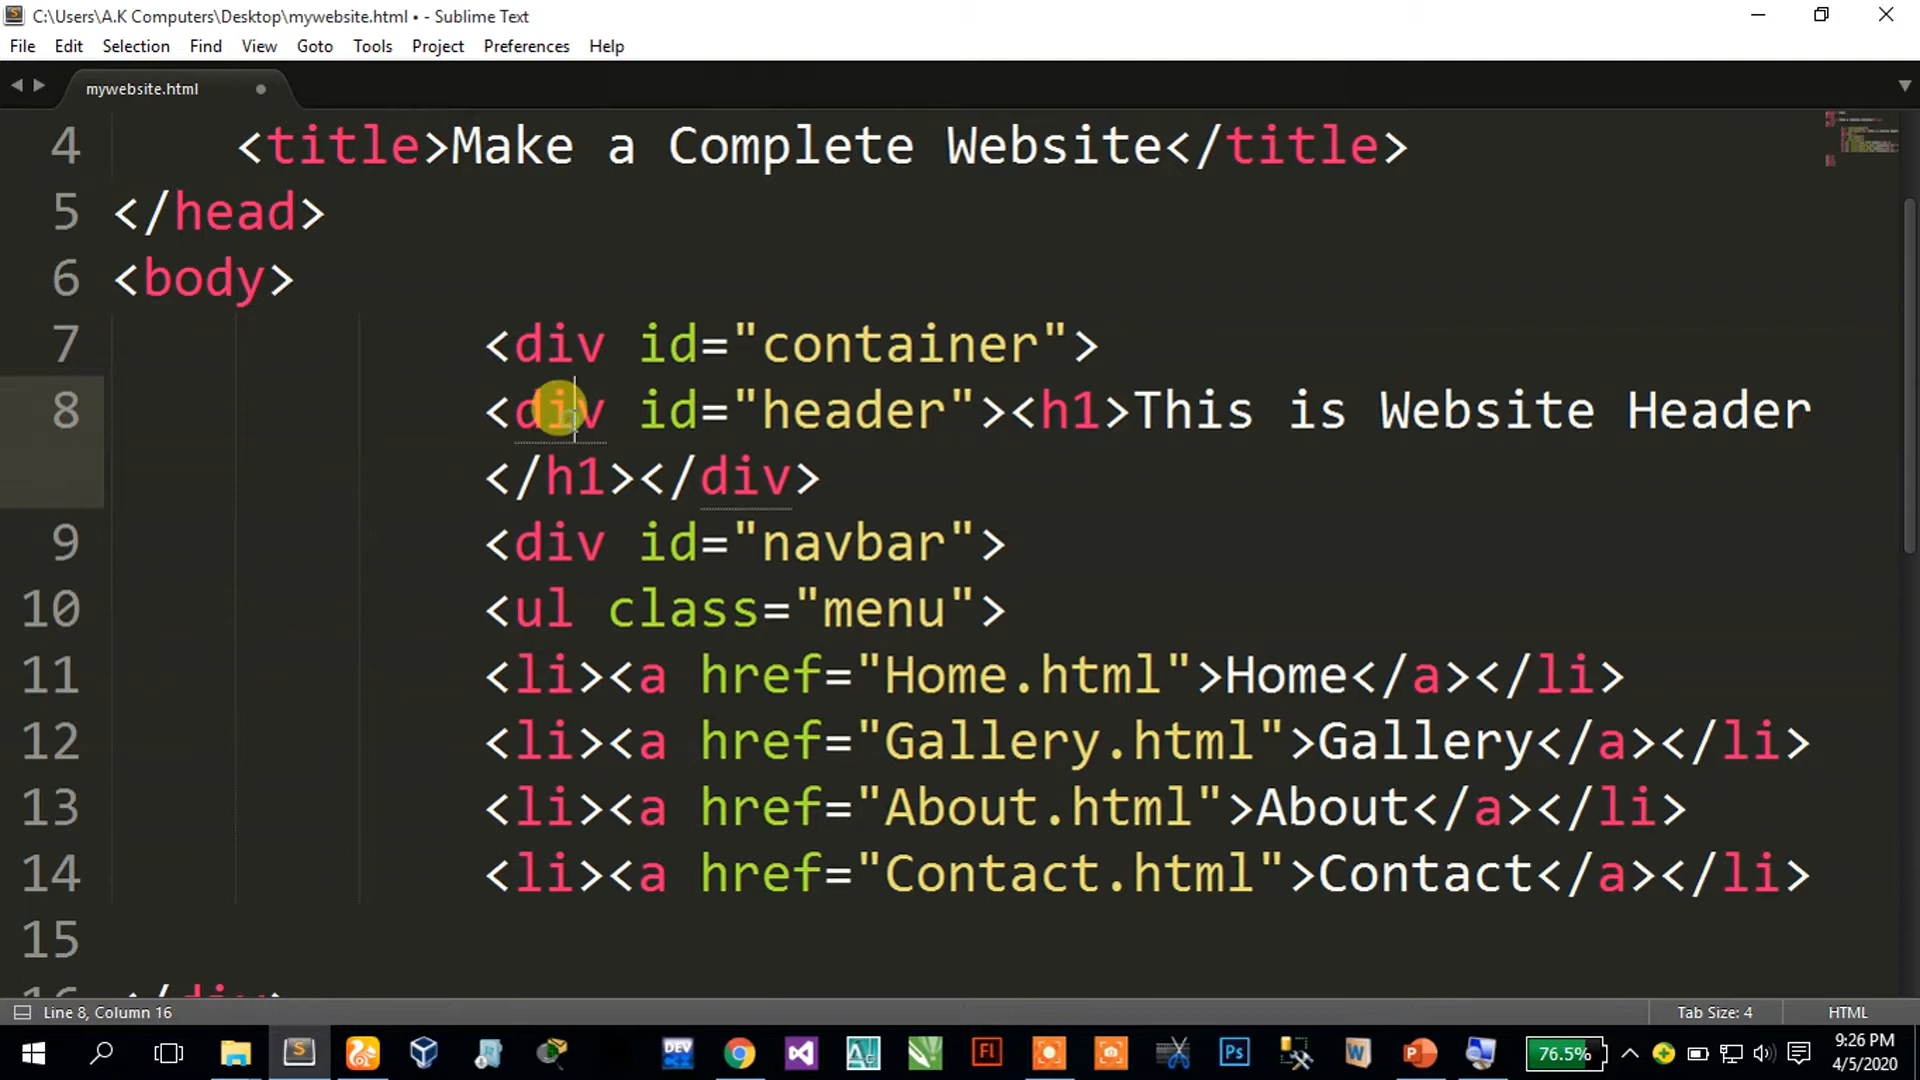 C:\Users\A.K Computers\Desktop\mywebsite.html • - Sublime Text
File Edit Selection Find View Goto Tools Project Preferences Help
mywebsite.html
4 <title>Make a Complete Website</title>
5 </head>
6 <body>
7 <div id="container">
8 <div id="header"><h1>This is Website Header
</h1></div>
9 <div id="navbar">
10 <ul class="menu">
11 <li><a href="Home.html">Home</a></li>
12 <li><a href="Gallery.html">Gallery</a></li>
13 <li><a href="About.html">About</a></li>
14 <li><a href="Contact.html">Contact</a></li>
15
16 </div>
Line 8, Column 16 Tab Size: 4 HTML
DEV Fl Ps W P 76.5% 9:26 PM
4/5/2020